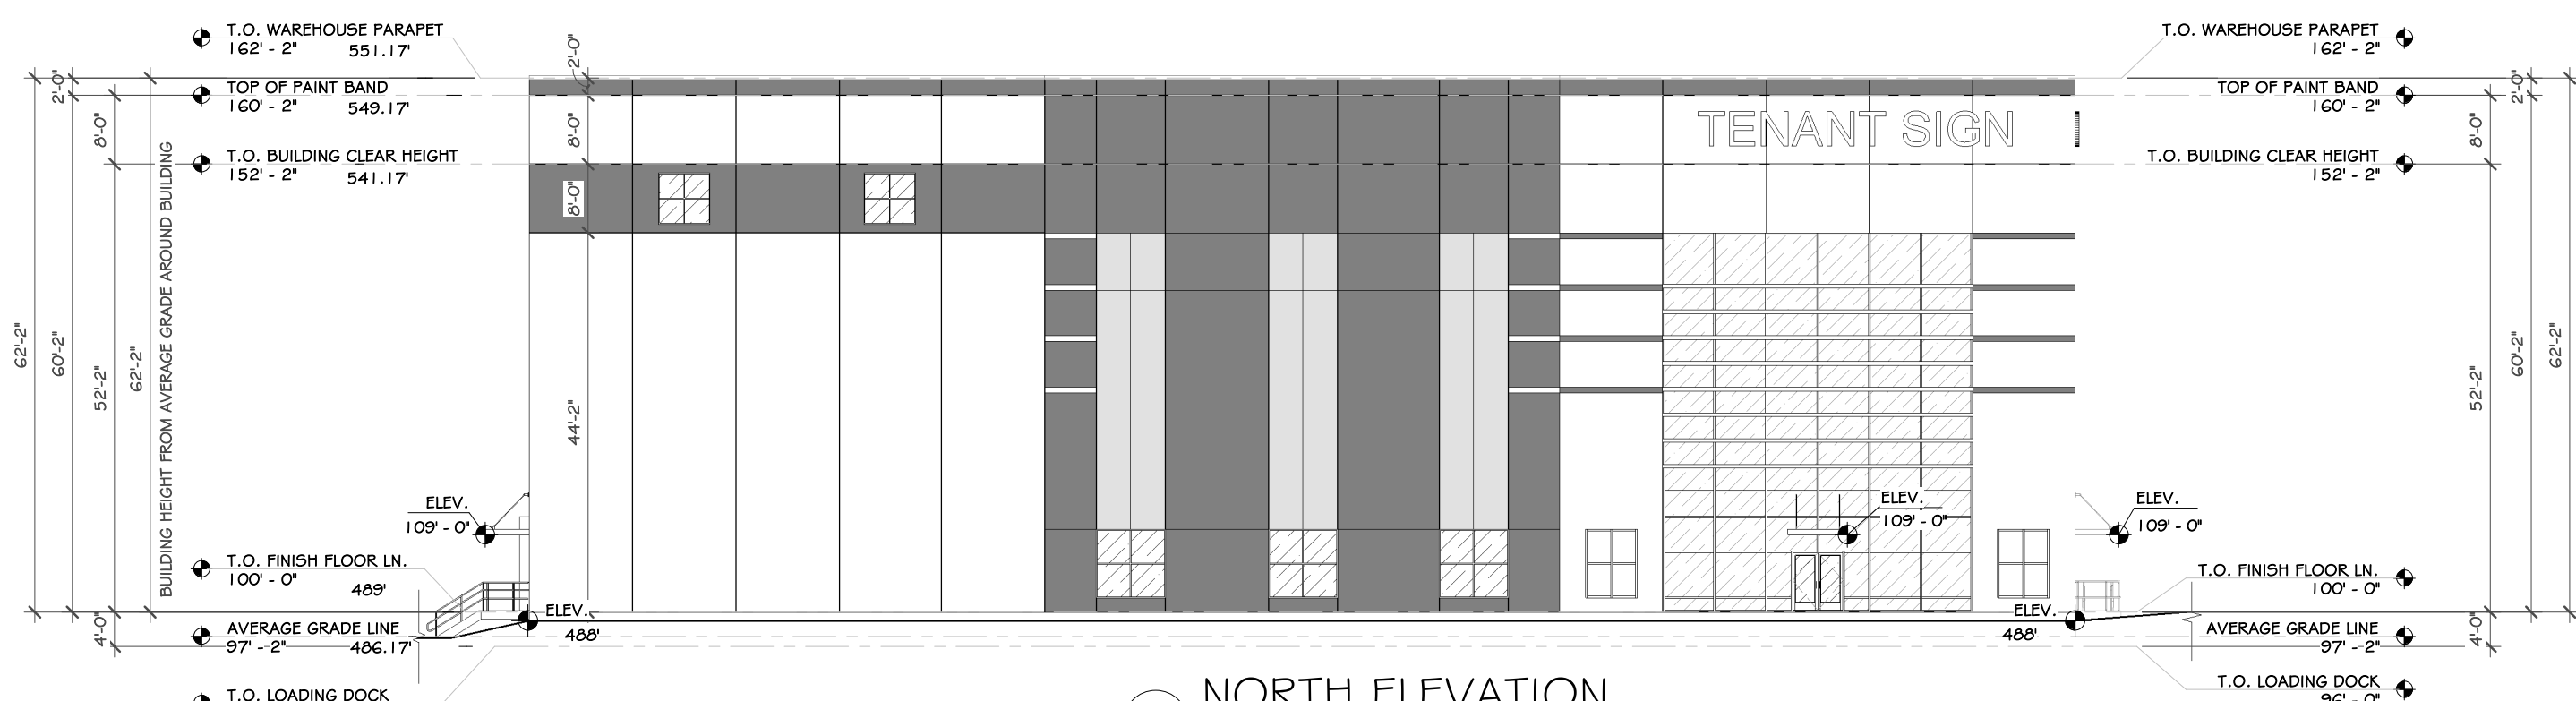 T.O. WAREHOUSE PARAPET
162' - 2" 551.17'
TOP OF PAINT BAND
160' - 2" 549.17'
T.O. BUILDING CLEAR HEIGHT
152' - 2" 541.17'
2'-0"
8'-0"
62'-2"
60'-2"
52'-2"
62'-2"
BUILDING HEIGHT FROM AVERAGE GRADE AROUND BUILDING
ELEV.
109' - 0"
T.O. FINISH FLOOR LN.
100' - 0"
489'
4'-0"
AVERAGE GRADE LINE
97' - 2" 486.17'
T.O. LOADING DOCK
2'-0"
8'-0"
8'-0"
44'-2"
ELEV.
488'
TENANT SIGN
ELEV.
109' - 0"
ELEV.
488'
NORTH ELEVATION
T.O. WAREHOUSE PARAPET
162' - 2"
TOP OF PAINT BAND
160' - 2"
T.O. BUILDING CLEAR HEIGHT
152' - 2"
2'-0"
8'-0"
52'-2"
60'-2"
62'-2"
ELEV.
109' - 0"
T.O. FINISH FLOOR LN.
100' - 0"
AVERAGE GRADE LINE
97' - 2"
4'-0"
T.O. LOADING DOCK
96' - 0"